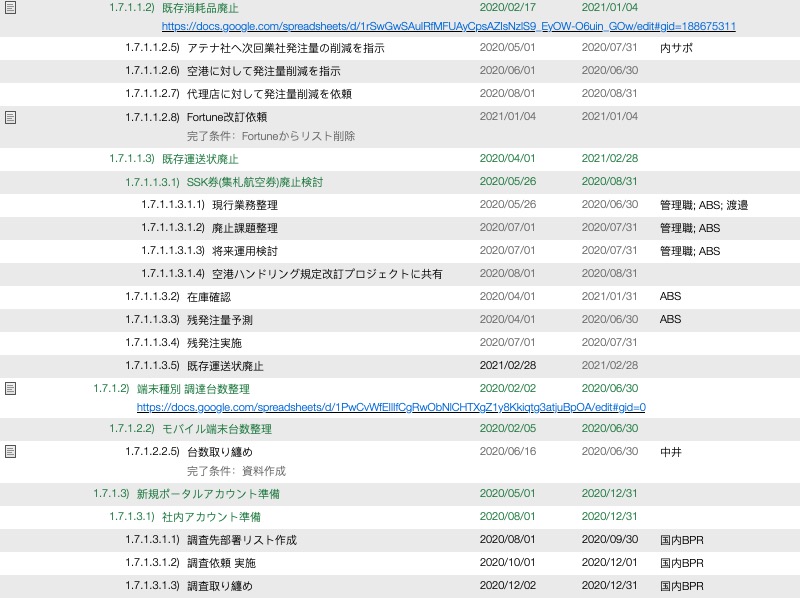 1.7.1.1.2) 既存消耗品廃止 2020/02/17 2021/01/04
https://docs.google.com/spreadsheets/d/1rSwGwSAuIRfMFUAyCpsAZIsNzIS9_EyOW-O6uin_GOw/edit#gid=188675311
1.7.1.1.2.5) アテナ社へ次回業社発注量の削減を指示 2020/05/01 2020/07/31 内サポ
1.7.1.1.2.6) 空港に対して発注量削減を指示 2020/06/01 2020/06/30
1.7.1.1.2.7) 代理店に対して発注量削減を依頼 2020/08/01 2020/08/31
1.7.1.1.2.8) Fortune改訂依頼 2021/01/04 2021/01/04
完了条件: Fortuneからリスト削除
1.7.1.1.3) 既存運送状廃止 2020/04/01 2021/02/28
1.7.1.1.3.1) SSK券(集札航空券)廃止検討 2020/05/26 2020/08/31
1.7.1.1.3.1.1) 現行業務整理 2020/05/26 2020/06/30 管理職; ABS; 渡邉
1.7.1.1.3.1.2) 廃止課題整理 2020/07/01 2020/07/31 管理職; ABS
1.7.1.1.3.1.3) 将来運用検討 2020/07/01 2020/07/31 管理職; ABS
1.7.1.1.3.1.4) 空港ハンドリング規定改訂プロジェクトに共有 2020/08/01 2020/08/31
1.7.1.1.3.2) 在庫確認 2020/04/01 2021/01/31 ABS
1.7.1.1.3.3) 残発注量予測 2020/04/01 2020/06/30 ABS
1.7.1.1.3.4) 残発注実施 2020/07/01 2020/07/31
1.7.1.1.3.5) 既存運送状廃止 2021/02/28 2021/02/28
1.7.1.2) 端末種別 調達台数整理 2020/02/02 2020/06/30
https://docs.google.com/spreadsheets/d/1PwCvWfEIlIfCgRwObNlCHTXgZ1y8Kkiqtg3atjuBpOA/edit#gid=0
1.7.1.2.2) モバイル端末台数整理 2020/02/05 2020/06/30
1.7.1.2.2.5) 台数取り纏め 2020/06/16 2020/06/30 中井
完了条件: 資料作成
1.7.1.3) 新規ポータルアカウント準備 2020/05/01 2020/12/31
1.7.1.3.1) 社内アカウント準備 2020/08/01 2020/12/31
1.7.1.3.1.1) 調査先部署リスト作成 2020/08/01 2020/09/30 国内BPR
1.7.1.3.1.2) 調査依頼 実施 2020/10/01 2020/12/01 国内BPR
1.7.1.3.1.3) 調査取り纏め 2020/12/02 2020/12/31 国内BPR